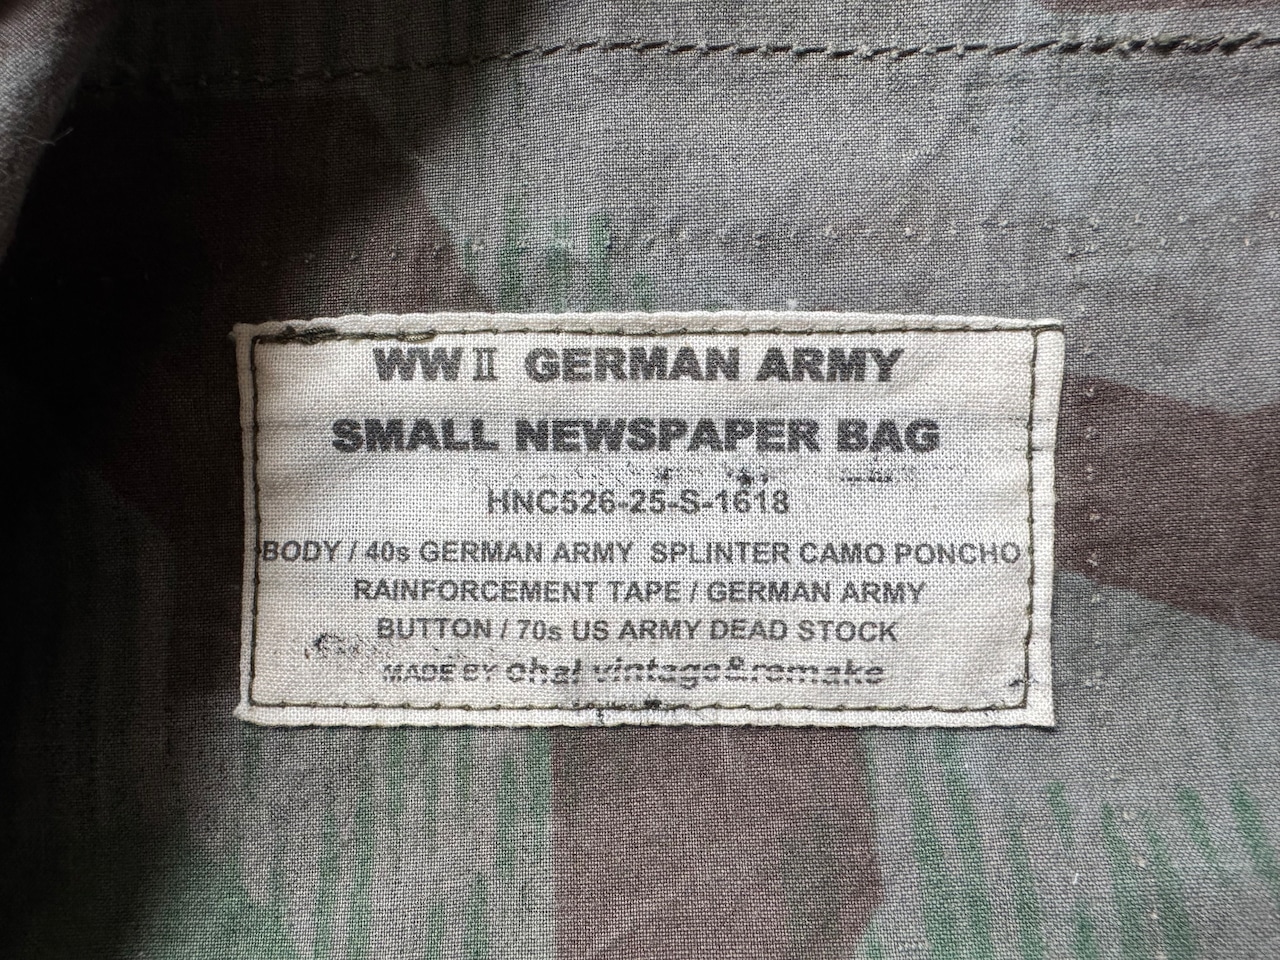 WWⅡ GERMAN ARMY
SMALL NEWSPAPER BAG
HNC526-25-S-1618
BODY / 40s GERMAN ARMY SPLINTER CAMO PONCHO
RAINFORCEMENT TAPE / GERMAN ARMY
BUTTON / 70s US ARMY DEAD STOCK
MADE BY ohal vintage&remake